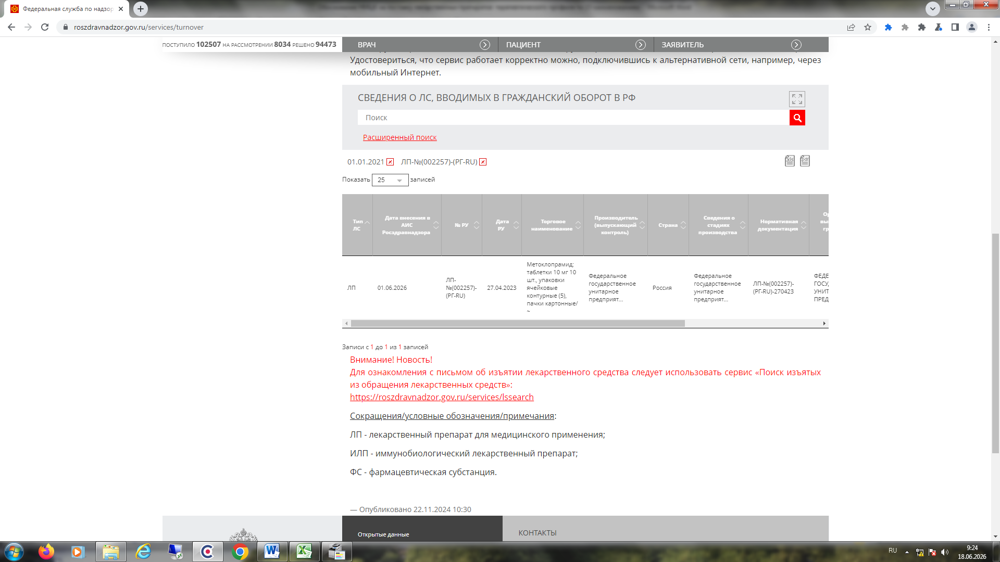 Федеральная служба по надзор
roszdravnadzor.gov.ru/services/turnover
ПОСТУПИЛО 102507 НА РАССМОТРЕНИИ 8034 РЕШЕНО 94473
ВРАЧ
ПАЦИЕНТ
ЗАЯВИТЕЛЬ
Удостовериться, что сервис работает корректно можно, подключившись к альтернативной сети, например, через
мобильный Интернет.
СВЕДЕНИЯ О ЛС, ВВОДИМЫХ В ГРАЖДАНСКИЙ ОБОРОТ В РФ
Поиск
Расширенный поиск
01.01.2021 ЛП-№(002257)-(РГ-RU)
xls pdf
Показать 25 записей
Тип ЛС
Дата внесения в АИС Росздравнадзора
№ РУ
Дата РУ
Торговое наименование
Производитель (выпускающий контроль)
Страна
Сведения о стадиях производства
Нормативная документация
Ор
вы
гр
ЛП
01.06.2026
ЛП-
№(002257)-
(РГ-RU)
27.04.2023
Метоклопрамид;
таблетки 10 мг 10
шт., упаковки
ячейковые
контурные (5),
пачки картонные/
~
Федеральное
государственное
унитарное
предприят...
Россия
Федеральное
государственное
унитарное
предприят...
ЛП-№(002257)-
(РГ-RU)-270423
ФЕДЕ
ГОСУ
УНИТ
ПРЕД
Записи с 1 до 1 из 1 записей
Внимание! Новость!
Для ознакомления с письмом об изъятии лекарственного средства следует использовать сервис «Поиск изъятых
из обращения лекарственных средств»:
https://roszdravnadzor.gov.ru/services/lssearch
Сокращения/условные обозначения/примечания:
ЛП - лекарственный препарат для медицинского применения;
ИЛП - иммунобиологический лекарственный препарат;
ФС - фармацевтическая субстанция.
— Опубликовано 22.11.2024 10:30
Открытые данные
КОНТАКТЫ
RU
9:24
18.06.2026